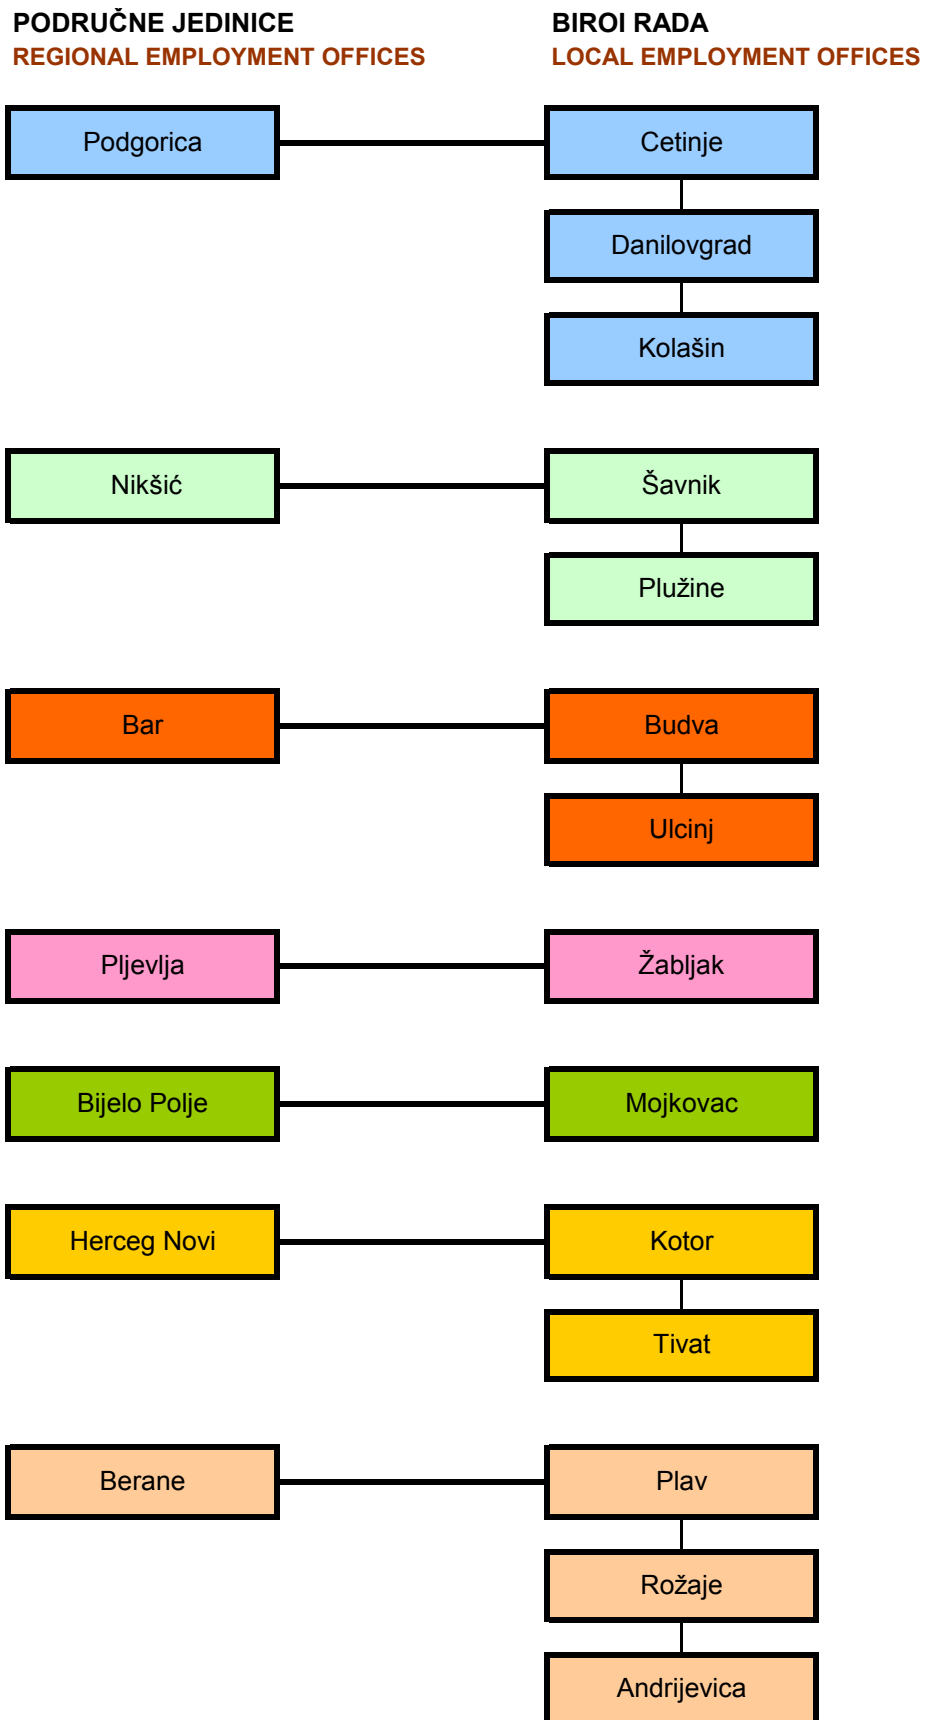 PODRUČNE JEDINICE
REGIONAL EMPLOYMENT OFFICES
BIROI RADA
LOCAL EMPLOYMENT OFFICES
Podgorica
Cetinje
Danilovgrad
Kolašin
Nikšić
Šavnik
Plužine
Bar
Budva
Ulcinj
Pljevlja
Žabljak
Bijelo Polje
Mojkovac
Herceg Novi
Kotor
Tivat
Berane
Plav
Rožaje
Andrijevica